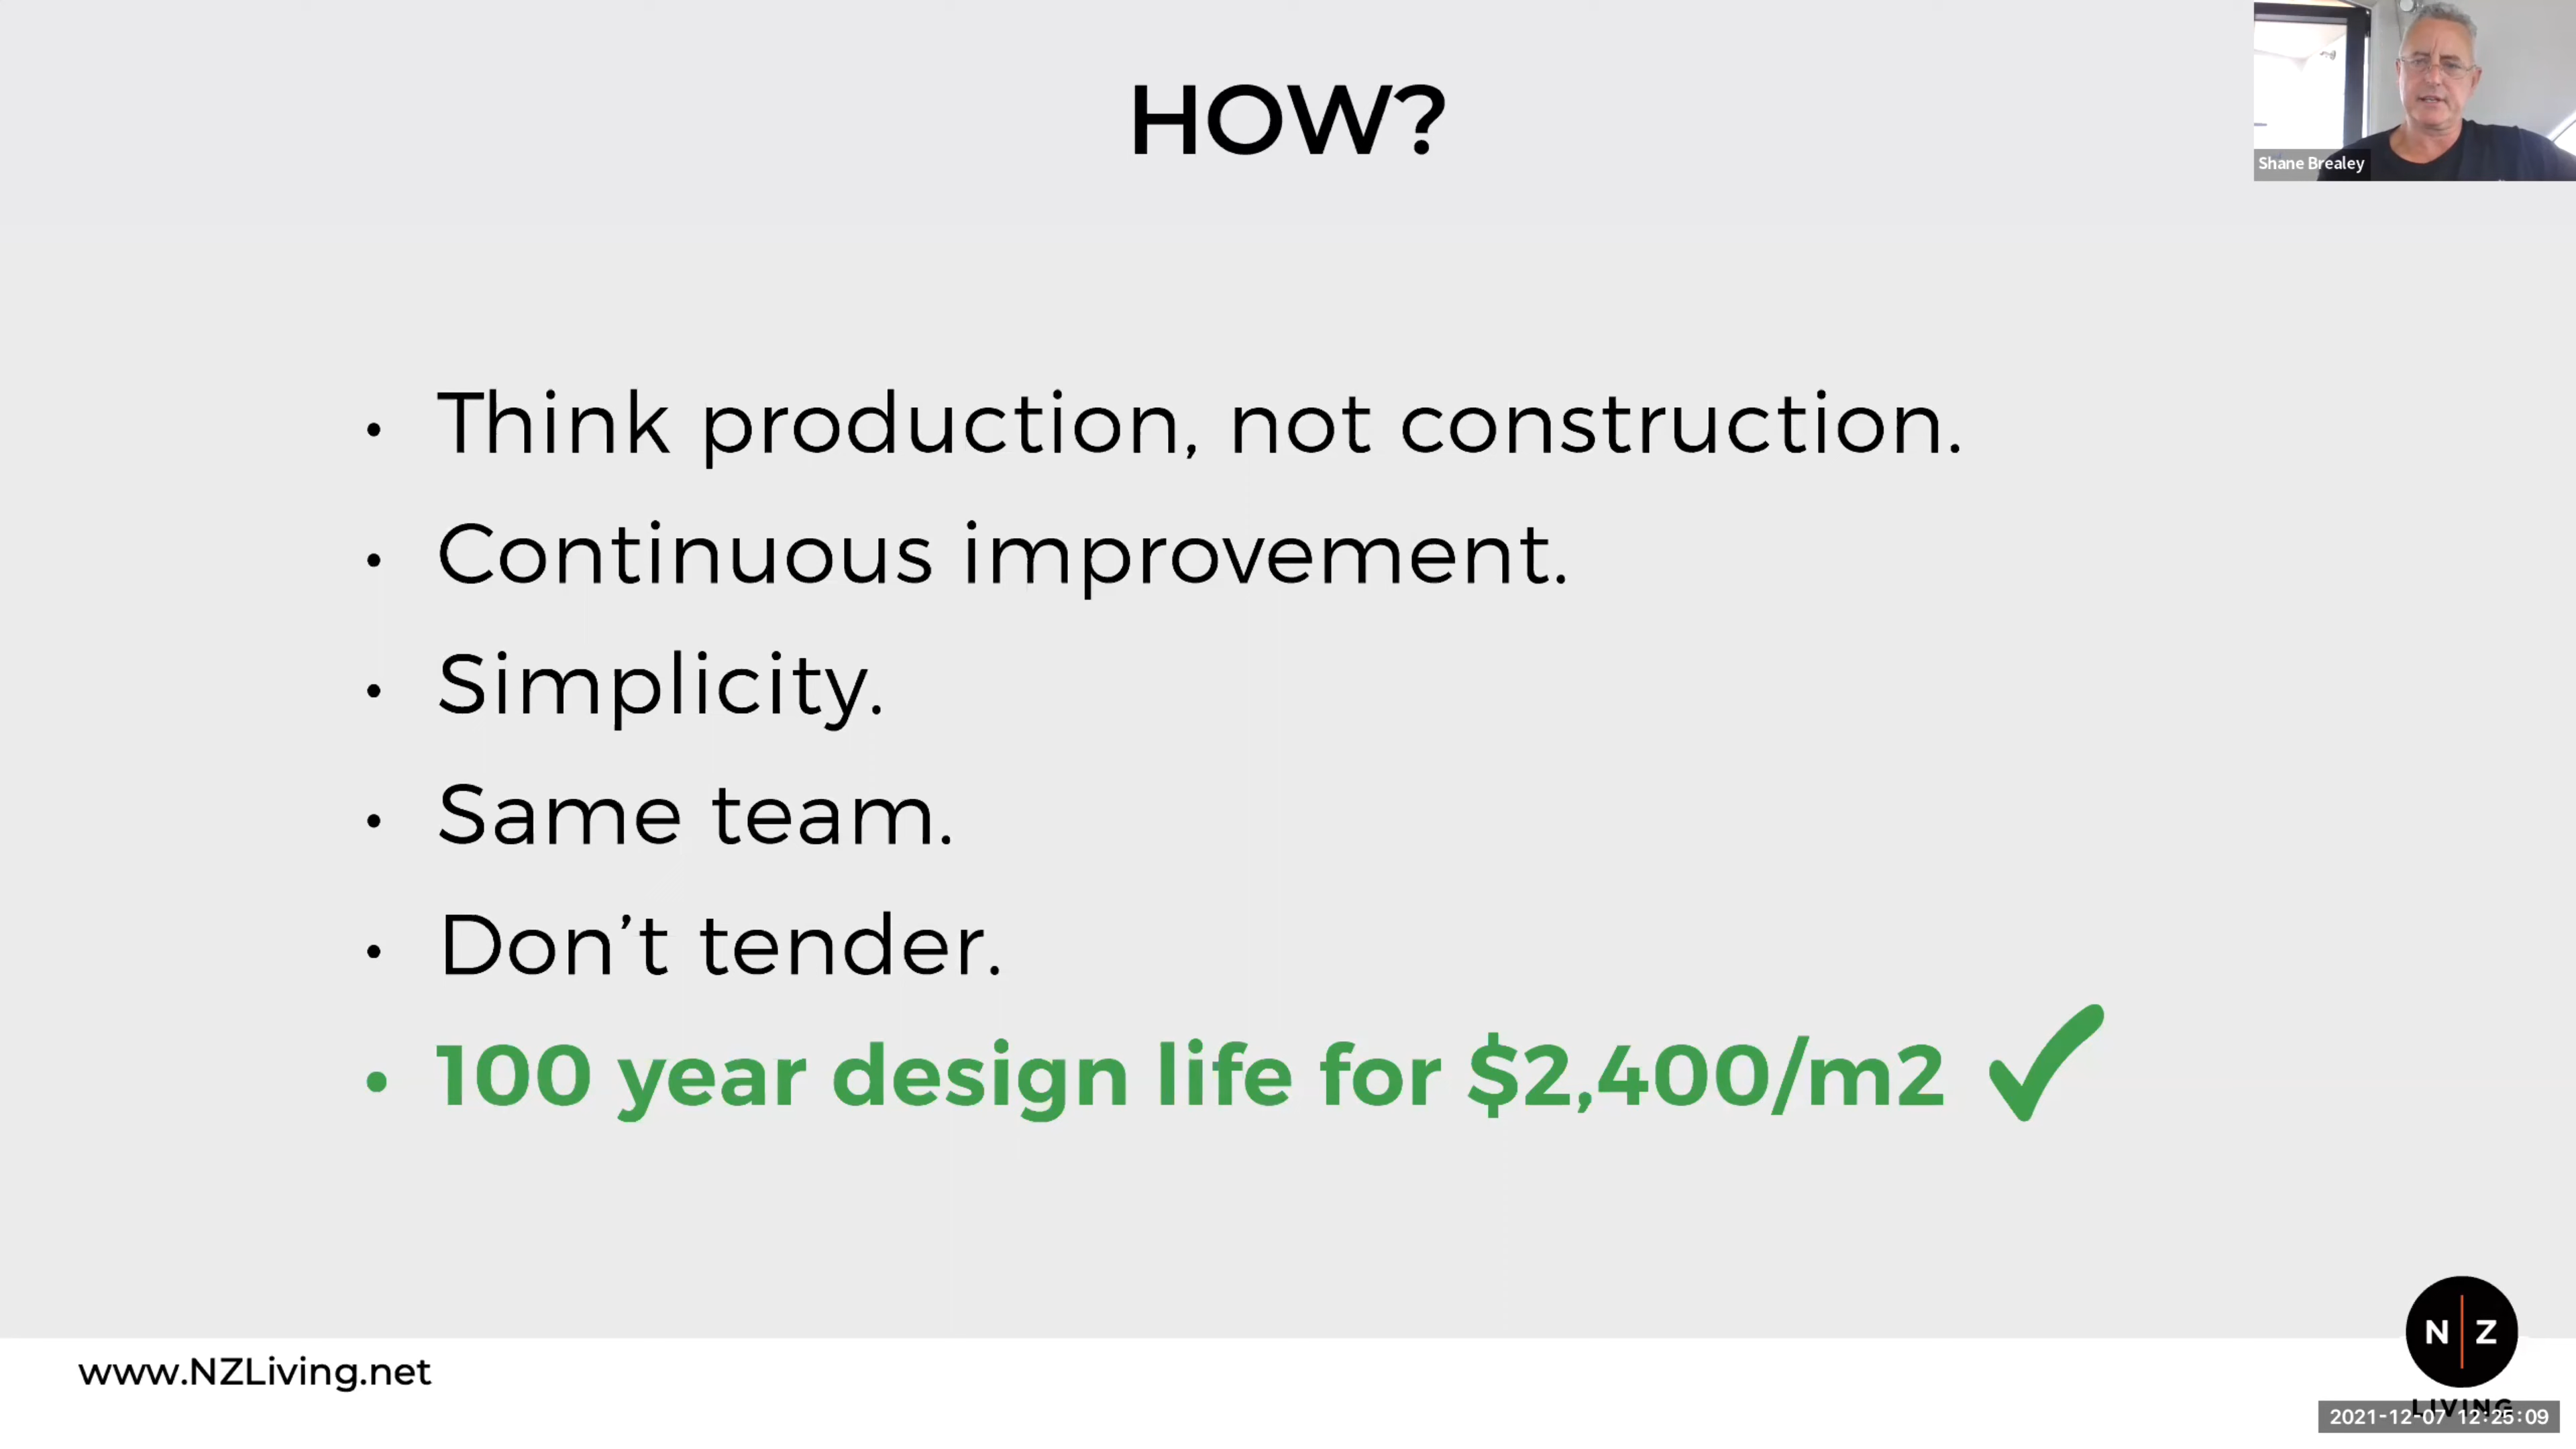 HOW?
Shane Brealey
• Think production, not construction.
• Continuous improvement.
• Simplicity.
• Same team.
• Don’t tender.
• 100 year design life for $2,400/m2
www.NZLiving.net
N Z
LIVING
2021-12-07 12:25:09